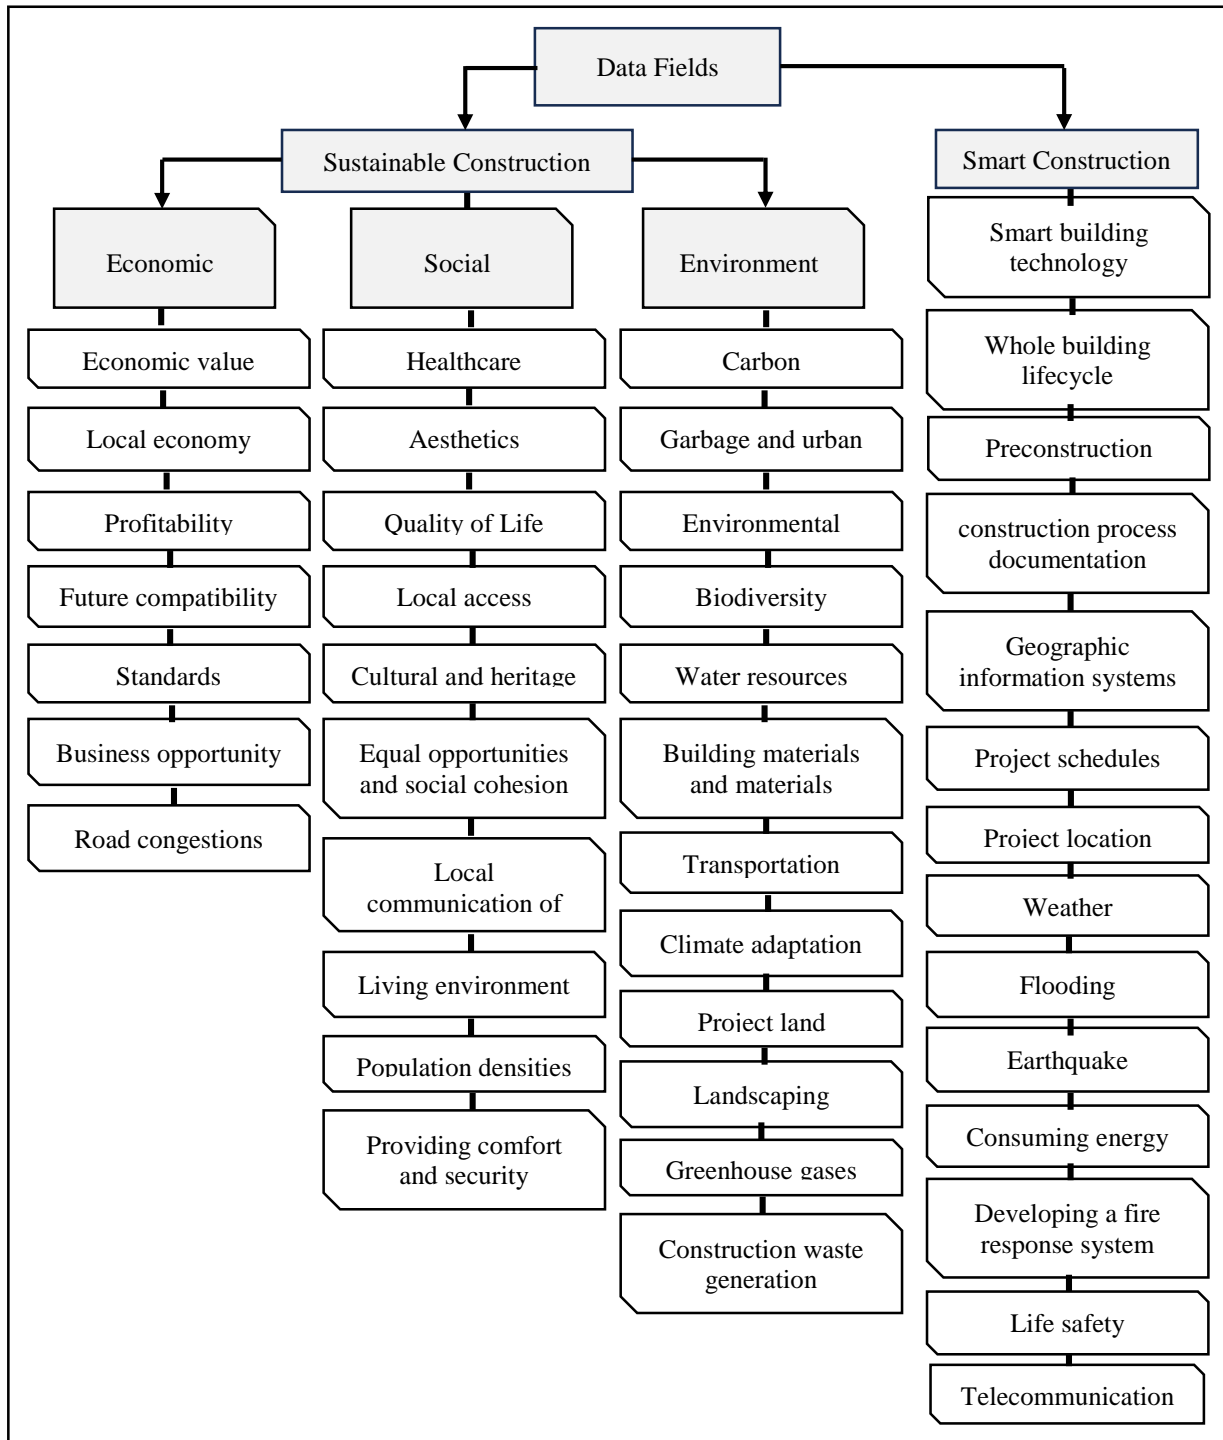 Data Fields
Sustainable Construction
Smart Construction
Economic
Social
Environment
Economic value
Local economy
Profitability
Future compatibility
Standards
Business opportunity
Road congestions
Healthcare
Aesthetics
Quality of Life
Local access
Cultural and heritage
Equal opportunities
and social cohesion
Local
communication of
Living environment
Population densities
Providing comfort
and security
Carbon
Garbage and urban
Environmental
Biodiversity
Water resources
Building materials
and materials
Transportation
Climate adaptation
Project land
Landscaping
Greenhouse gases
Construction waste
generation
Smart building
technology
Whole building
lifecycle
Preconstruction
construction process
documentation
Geographic
information systems
Project schedules
Project location
Weather
Flooding
Earthquake
Consuming energy
Developing a fire
response system
Life safety
Telecommunication